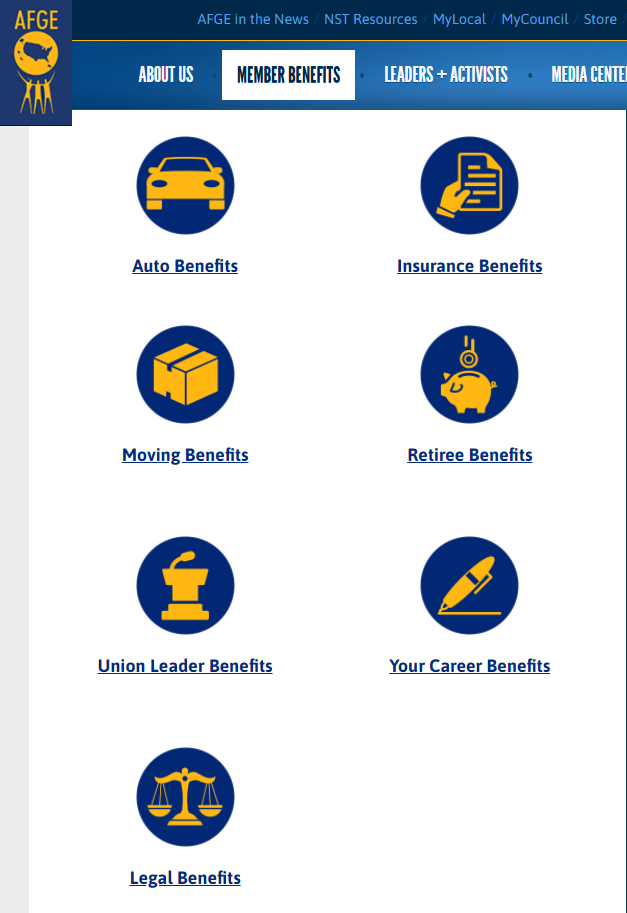 AFGE
AFGE in the News / NST Resources / MyLocal / MyCouncil / Store /
ABOUT US • MEMBER BENEFITS • LEADERS + ACTIVISTS • MEDIA CENTE
Auto Benefits
Insurance Benefits
Moving Benefits
Retiree Benefits
Union Leader Benefits
Your Career Benefits
Legal Benefits